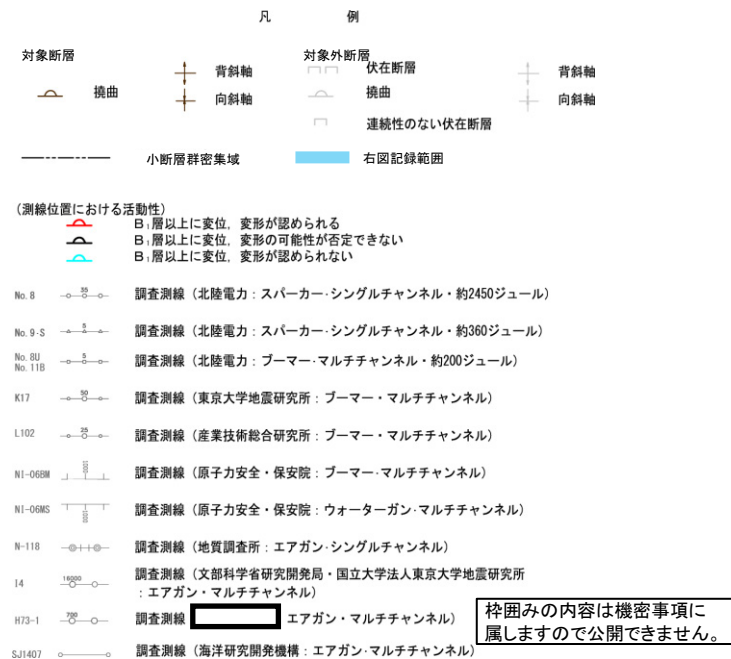 凡　例
対象断層
撓曲
背斜軸
向斜軸
対象外断層
伏在断層
撓曲
連続性のない伏在断層
背斜軸
向斜軸
小断層群密集域
右図記録範囲
(測線位置における活動性)
B₁層以上に変位，変形が認められる
B₁層以上に変位，変形の可能性が否定できない
B₁層以上に変位，変形が認められない
No. 8 35 調査測線（北陸電力：スパーカー・シングルチャンネル・約2450ジュール）
No. 9-S 5 調査測線（北陸電力：スパーカー・シングルチャンネル・約360ジュール）
No. 8U
No. 11B 5 調査測線（北陸電力：ブーマー・マルチチャンネル・約200ジュール）
K17 50 調査測線（東京大学地震研究所：ブーマー・マルチチャンネル）
L102 25 調査測線（産業技術総合研究所：ブーマー・マルチチャンネル）
NI-06BM 1000 調査測線（原子力安全・保安院：ブーマー・マルチチャンネル）
NI-06MS 1000 調査測線（原子力安全・保安院：ウォーターガン・マルチチャンネル）
N-118 調査測線（地質調査所：エアガン・シングルチャンネル）
I4 16000 調査測線（文部科学省研究開発局・国立大学法人東京大学地震研究所
：エアガン・マルチチャンネル）
H73-1 700 調査測線 エアガン・マルチチャンネル）
SJ1407 調査測線（海洋研究開発機構：エアガン・マルチチャンネル）
枠囲みの内容は機密事項に
属しますので公開できません。